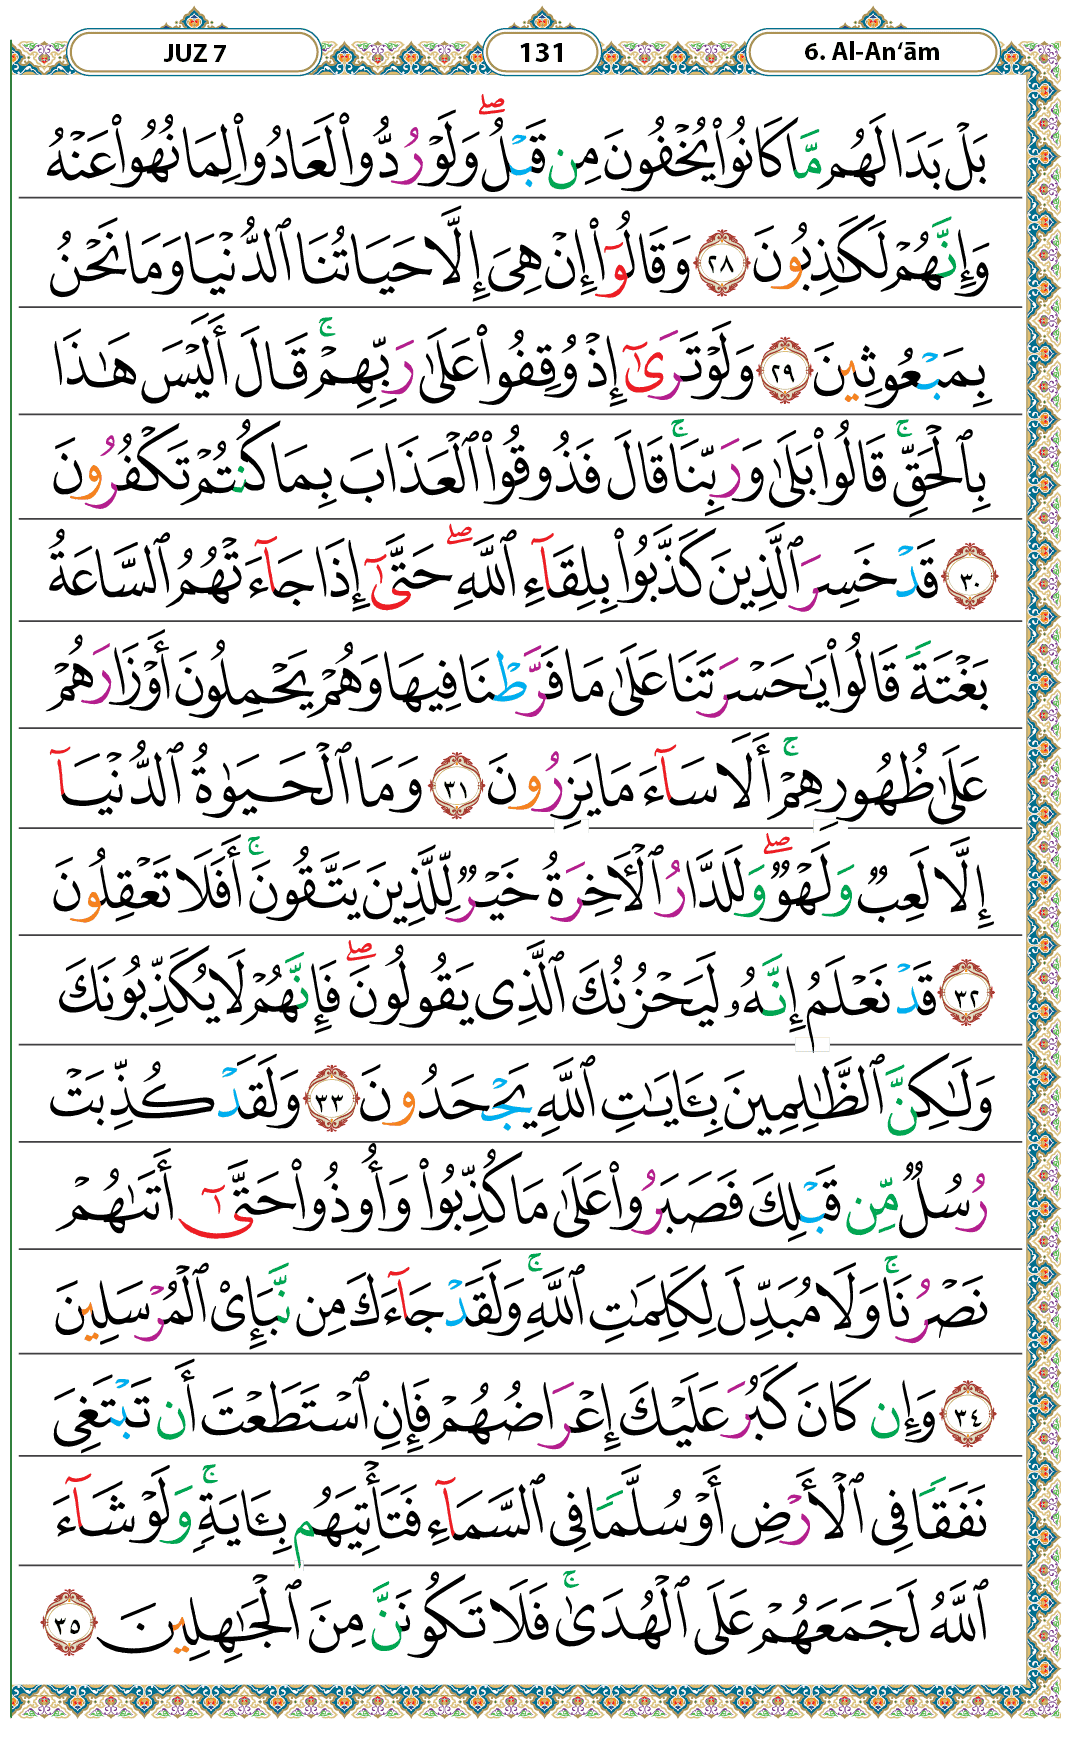 JUZ 7 131 6. Al-An‘ām
بَلْ بَدَا لَهُم مَّا كَانُوا۟ يُخْفُونَ مِن قَبْلُ ۖ وَلَوْ رُدُّوا۟ لَعَادُوا۟ لِمَا نُهُوا۟ عَنْهُ
وَإِنَّهُمْ لَكَـٰذِبُونَ ٢٨ وَقَالُوٓا۟ إِنْ هِىَ إِلَّا حَيَاتُنَا ٱلدُّنْيَا وَمَا نَحْنُ
بِمَبْعُوثِينَ ٢٩ وَلَوْ تَرَىٰٓ إِذْ وُقِفُوا۟ عَلَىٰ رَبِّهِمْ ۚ قَالَ أَلَيْسَ هَـٰذَا
بِٱلْحَقِّ ۚ قَالُوا۟ بَلَىٰ وَرَبِّنَا ۚ قَالَ فَذُوقُوا۟ ٱلْعَذَابَ بِمَا كُنتُمْ تَكْفُرُونَ
٣٠ قَدْ خَسِرَ ٱلَّذِينَ كَذَّبُوا۟ بِلِقَآءِ ٱللَّهِ ۖ حَتَّىٰٓ إِذَا جَآءَتْهُمُ ٱلسَّاعَةُ
بَغْتَةً قَالُوا۟ يَـٰحَسْرَتَنَا عَلَىٰ مَا فَرَّطْنَا فِيهَا وَهُمْ يَحْمِلُونَ أَوْزَارَهُمْ
عَلَىٰ ظُهُورِهِمْ ۚ أَلَا سَآءَ مَا يَزِرُونَ ٣١ وَمَا ٱلْحَيَوٰةُ ٱلدُّنْيَآ
إِلَّا لَعِبٌ وَلَهْوٌ ۖ وَلَلدَّارُ ٱلْـَٔاخِرَةُ خَيْرٌ لِّلَّذِينَ يَتَّقُونَ ۚ أَفَلَا تَعْقِلُونَ
٣٢ قَدْ نَعْلَمُ إِنَّهُۥ لَيَحْزُنُكَ ٱلَّذِى يَقُولُونَ ۖ فَإِنَّهُمْ لَا يُكَذِّبُونَكَ
وَلَـٰكِنَّ ٱلظَّـٰلِمِينَ بِـَٔايَـٰتِ ٱللَّهِ يَجْحَدُونَ ٣٣ وَلَقَدْ كُذِّبَتْ
رُسُلٌ مِّن قَبْلِكَ فَصَبَرُوا۟ عَلَىٰ مَا كُذِّبُوا۟ وَأُوذُوا۟ حَتَّىٰٓ أَتَىٰهُمْ
نَصْرُنَا ۚ وَلَا مُبَدِّلَ لِكَلِمَـٰتِ ٱللَّهِ ۚ وَلَقَدْ جَآءَكَ مِن نَّبَإِى۟ ٱلْمُرْسَلِينَ
٣٤ وَإِن كَانَ كَبُرَ عَلَيْكَ إِعْرَاضُهُمْ فَإِنِ ٱسْتَطَعْتَ أَن تَبْتَغِىَ
نَفَقًا فِى ٱلْأَرْضِ أَوْ سُلَّمًا فِى ٱلسَّمَآءِ فَتَأْتِيَهُم بِـَٔايَةٍ ۚ وَلَوْ شَآءَ
ٱللَّهُ لَجَمَعَهُمْ عَلَى ٱلْهُدَىٰ ۚ فَلَا تَكُونَنَّ مِنَ ٱلْجَـٰهِلِينَ ٣٥